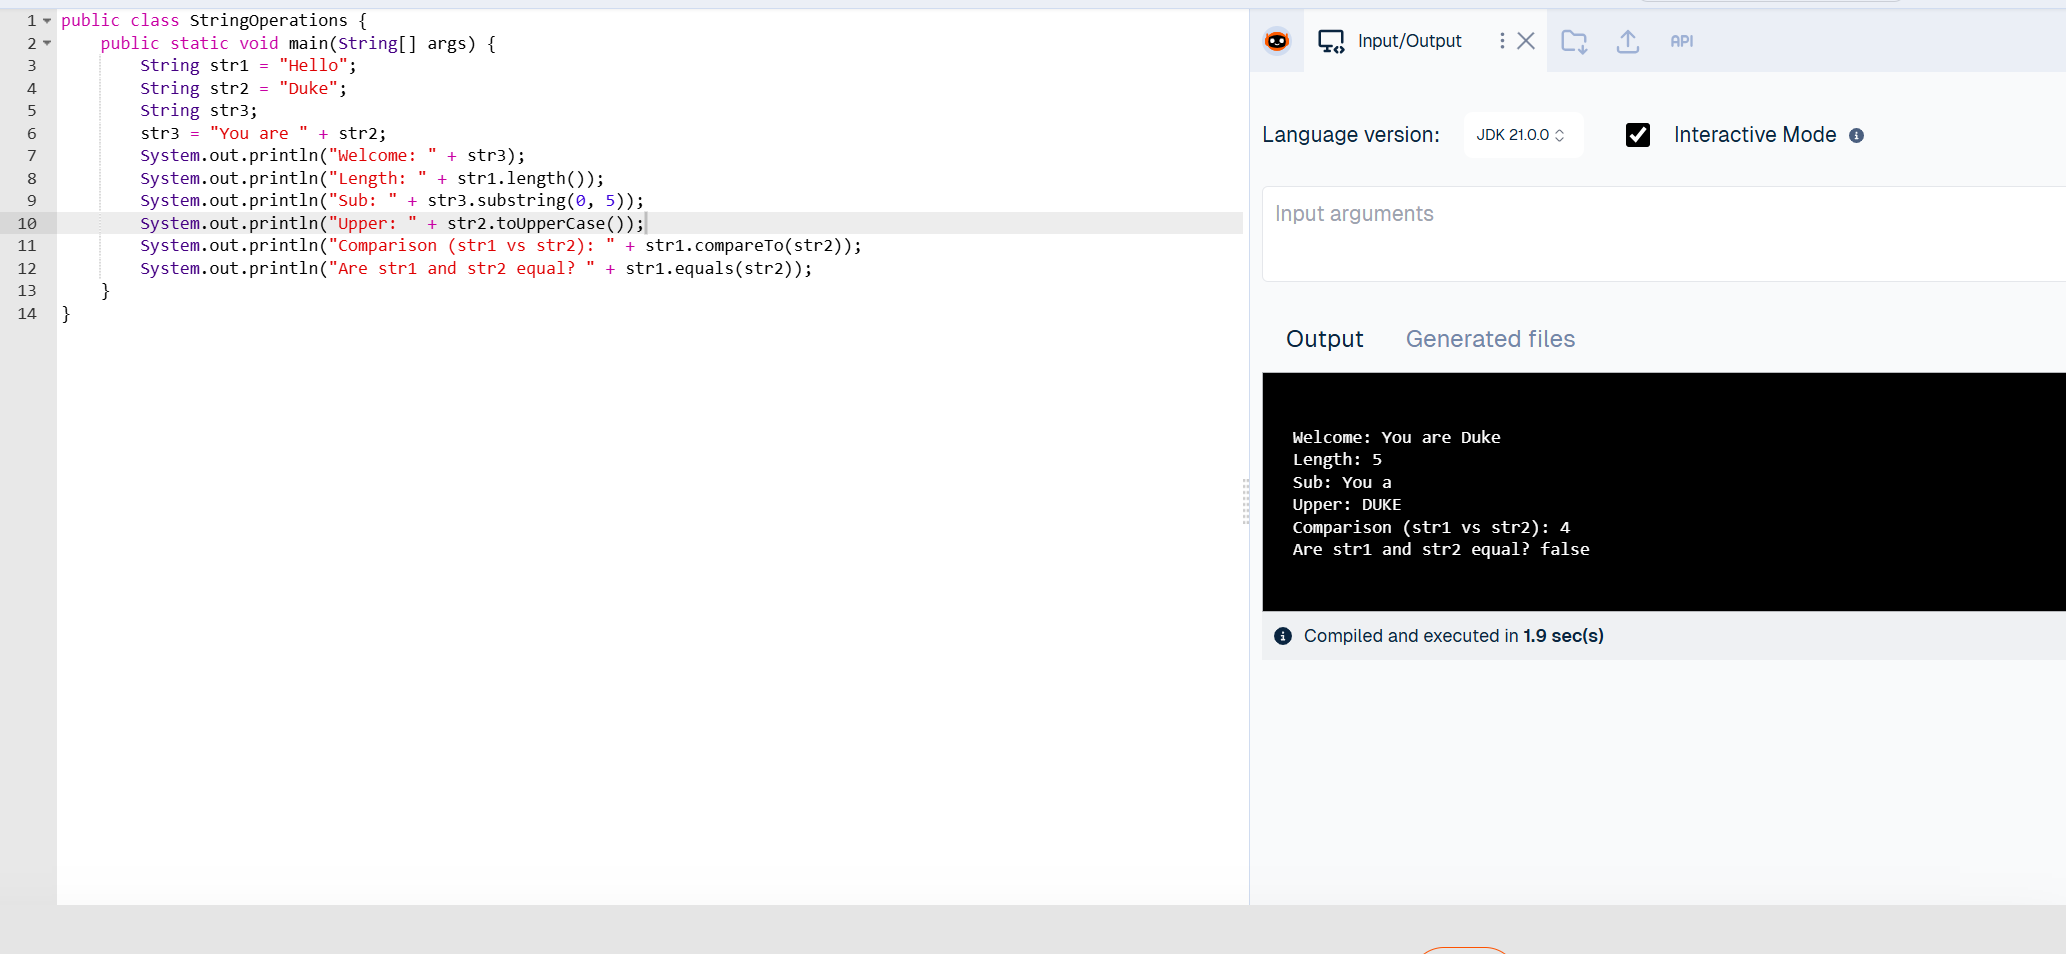 1 public class StringOperations {
2     public static void main(String[] args) {
3         String str1 = "Hello";
4         String str2 = "Duke";
5         String str3;
6         str3 = "You are " + str2;
7         System.out.println("Welcome: " + str3);
8         System.out.println("Length: " + str1.length());
9         System.out.println("Sub: " + str3.substring(0, 5));
10         System.out.println("Upper: " + str2.toUpperCase());
11         System.out.println("Comparison (str1 vs str2): " + str1.compareTo(str2));
12         System.out.println("Are str1 and str2 equal? " + str1.equals(str2));
13     }
14 }
Input/Output
API
Language version: JDK 21.0.0 Interactive Mode
Input arguments
Output Generated files
Welcome: You are Duke
Length: 5
Sub: You a
Upper: DUKE
Comparison (str1 vs str2): 4
Are str1 and str2 equal? false
Compiled and executed in 1.9 sec(s)